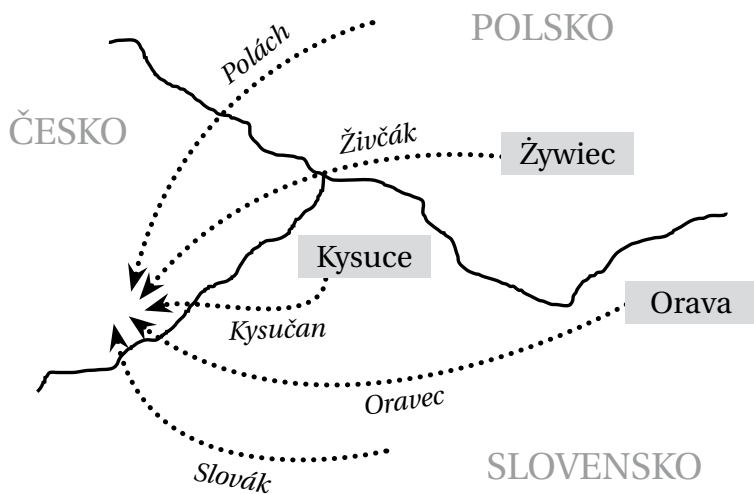 POLSKO
Polách
ČESKO
Živčák
Żywiec
Kysuce
Orava
Kysučan
Oravec
Slovák
SLOVENSKO